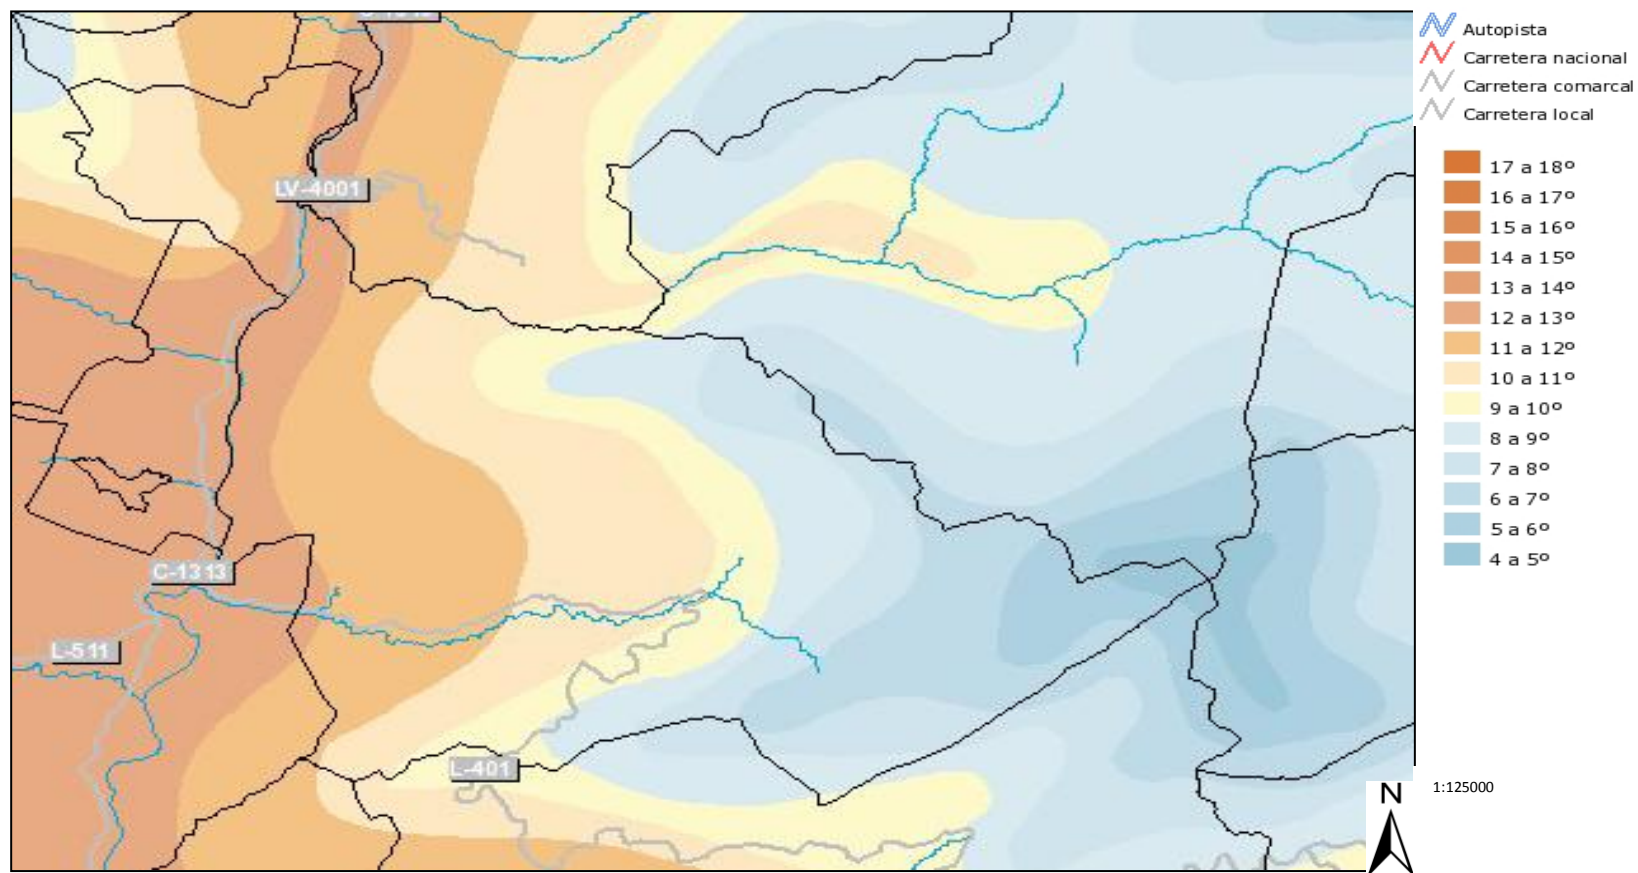 Autopista
Carretera nacional
Carretera comarcal
Carretera local
17 a 18º
16 a 17º
15 a 16º
14 a 15º
13 a 14º
12 a 13º
11 a 12º
10 a 11º
9 a 10º
8 a 9º
7 a 8º
6 a 7º
5 a 6º
4 a 5º
LV-4001
C-1313
L-511
L-401
N
1:125000